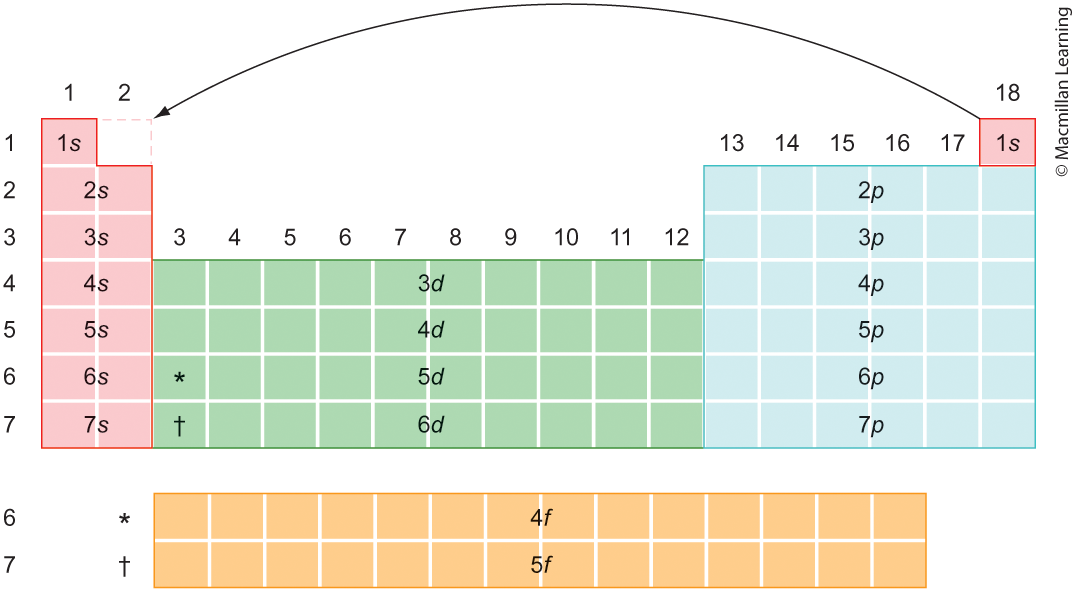 © Macmillan Learning
1 2 18
1 1s 13 14 15 16 17 1s
2 2s 2p
3 3s 3 4 5 6 7 8 9 10 11 12 3p
4 4s 3d 4p
5 5s 4d 5p
6 6s * 5d 6p
7 7s † 6d 7p
6 * 4f
7 † 5f